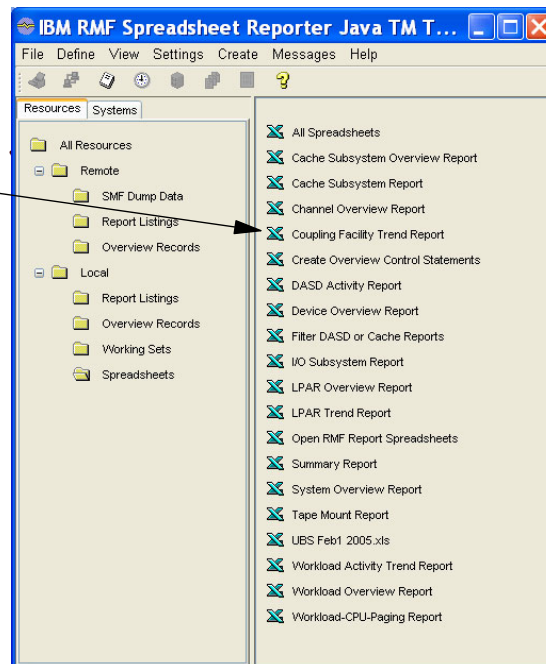 IBM RMF Spreadsheet Reporter Java TM T...
File Define View Settings Create Messages Help
Resources Systems
All Resources
Remote
SMF Dump Data
Report Listings
Overview Records
Local
Report Listings
Overview Records
Working Sets
Spreadsheets
All Spreadsheets
Cache Subsystem Overview Report
Cache Subsystem Report
Channel Overview Report
Coupling Facility Trend Report
Create Overview Control Statements
DASD Activity Report
Device Overview Report
Filter DASD or Cache Reports
I/O Subsystem Report
LPAR Overview Report
LPAR Trend Report
Open RMF Report Spreadsheets
Summary Report
System Overview Report
Tape Mount Report
UBS Feb1 2005.xls
Workload Activity Trend Report
Workload Overview Report
Workload-CPU-Paging Report